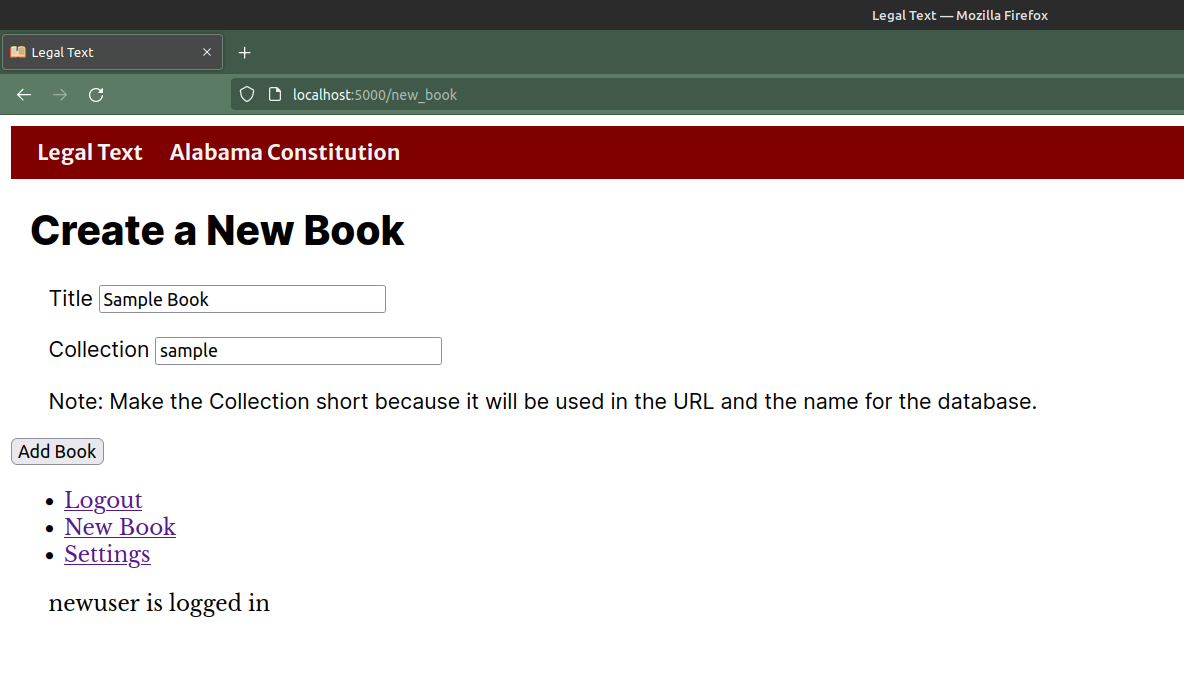 Legal Text — Mozilla Firefox
Legal Text
localhost:5000/new_book
Legal Text Alabama Constitution
Create a New Book
Title Sample Book
Collection sample
Note: Make the Collection short because it will be used in the URL and the name for the database.
Add Book
Logout
New Book
Settings
newuser is logged in